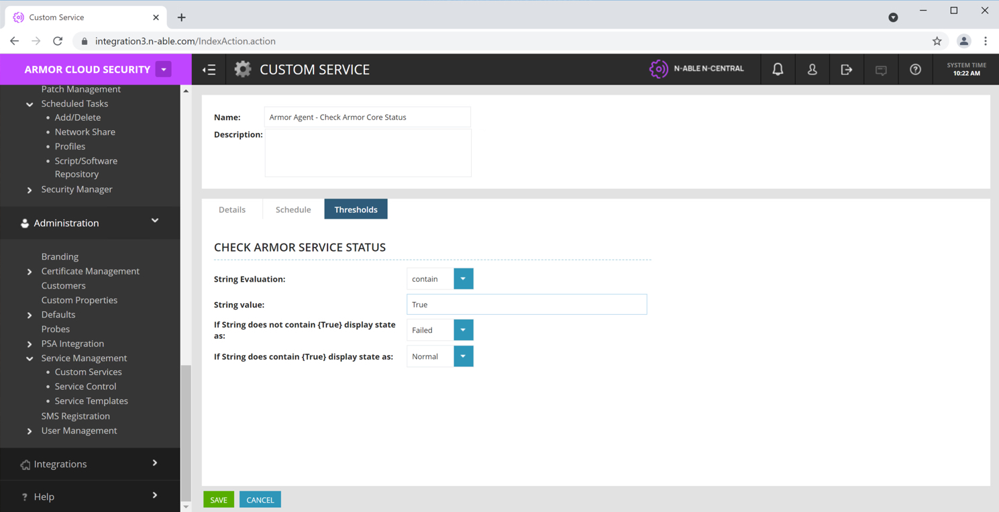 Custom Service
integration3.n-able.com/IndexAction.action
ARMOR CLOUD SECURITY
CUSTOM SERVICE
N-ABLE N-CENTRAL
SYSTEM TIME
10:22 AM
Patch Management
Scheduled Tasks
Add/Delete
Network Share
Profiles
Script/Software
Repository
Security Manager
Administration
Branding
Certificate Management
Customers
Custom Properties
Defaults
Probes
PSA Integration
Service Management
Custom Services
Service Control
Service Templates
SMS Registration
User Management
Integrations
? Help
Name: Armor Agent - Check Armor Core Status
Description:
Details Schedule Thresholds
CHECK ARMOR SERVICE STATUS
String Evaluation: contain
String value: True
If String does not contain {True} display state
as: Failed
If String does contain {True} display state as: Normal
SAVE CANCEL